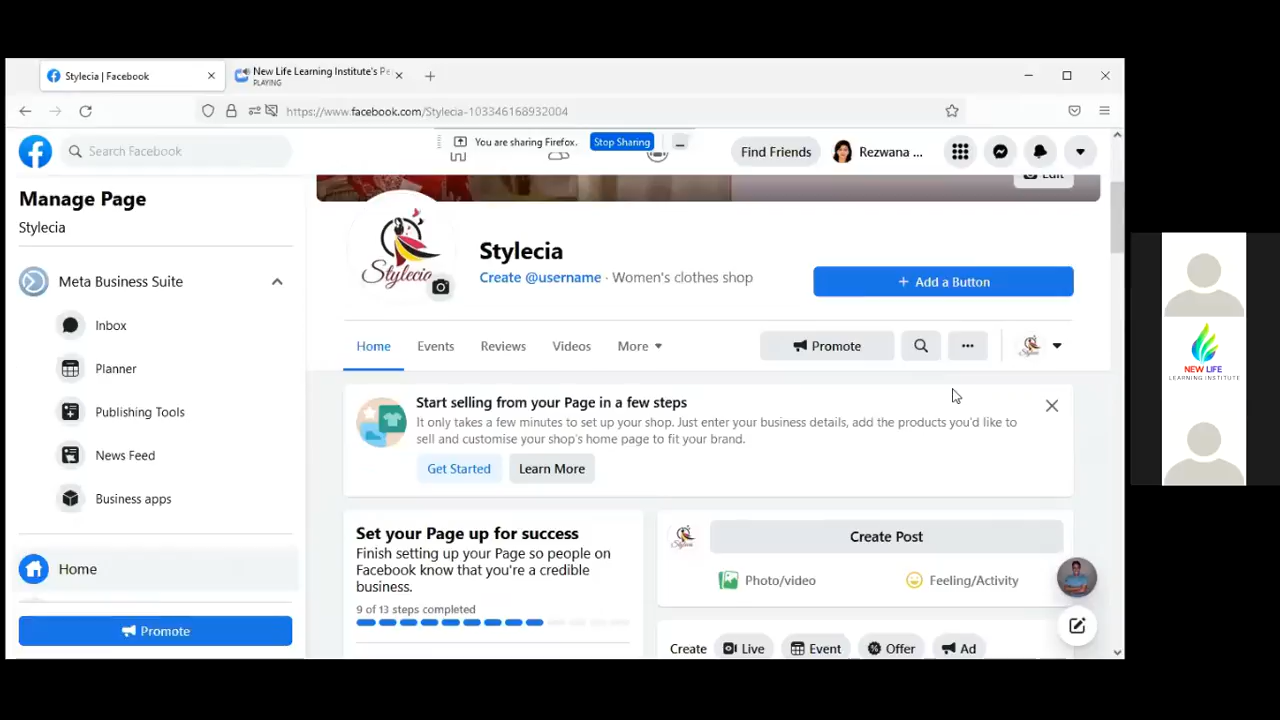 Stylecia | Facebook
New Life Learning Institute's Pe
PLAYING
https://www.facebook.com/Stylecia-103346168932004
Search Facebook
You are sharing Firefox.
Stop Sharing
Find Friends
Rezwana ...
Manage Page
Stylecia
Edit
Stylecia
Stylecia
Create @username · Women's clothes shop
+ Add a Button
Meta Business Suite
Inbox
Planner
Publishing Tools
News Feed
Business apps
Home
Promote
Home
Events
Reviews
Videos
More
Promote
Start selling from your Page in a few steps
It only takes a few minutes to set up your shop. Just enter your business details, add the products you'd like to
sell and customise your shop's home page to fit your brand.
Get Started
Learn More
Set your Page up for success
Finish setting up your Page so people on
Facebook know that you're a credible
business.
9 of 13 steps completed
Create Post
Photo/video
Feeling/Activity
Create
Live
Event
Offer
Ad
NEW LIFE
LEARNING INSTITUTE